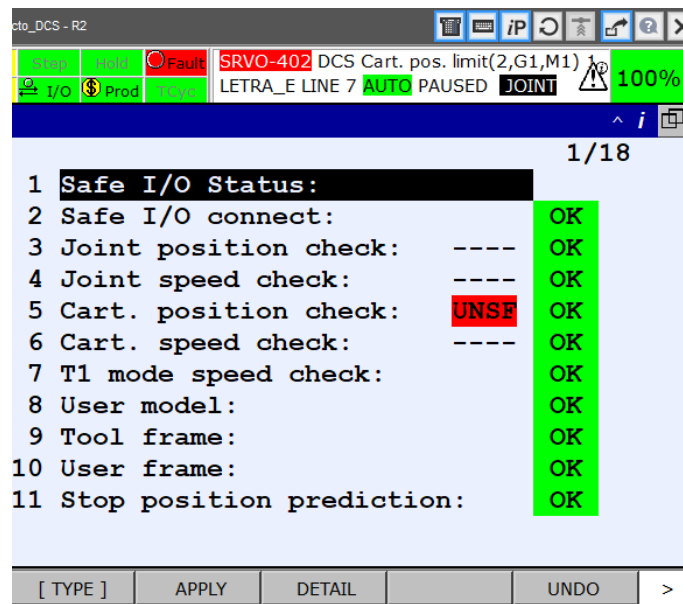 cto_DCS - R2
iP
Step Hold Fault SRVO-402 DCS Cart. pos. limit(2,G1,M1) 1
I/O Prod TCyc LETRA_E LINE 7 AUTO PAUSED JOINT 100%
i
1/18
1 Safe I/O Status:
2 Safe I/O connect: OK
3 Joint position check: ---- OK
4 Joint speed check: ---- OK
5 Cart. position check: UNSF OK
6 Cart. speed check: ---- OK
7 T1 mode speed check: OK
8 User model: OK
9 Tool frame: OK
10 User frame: OK
11 Stop position prediction: OK
[ TYPE ] APPLY DETAIL UNDO >